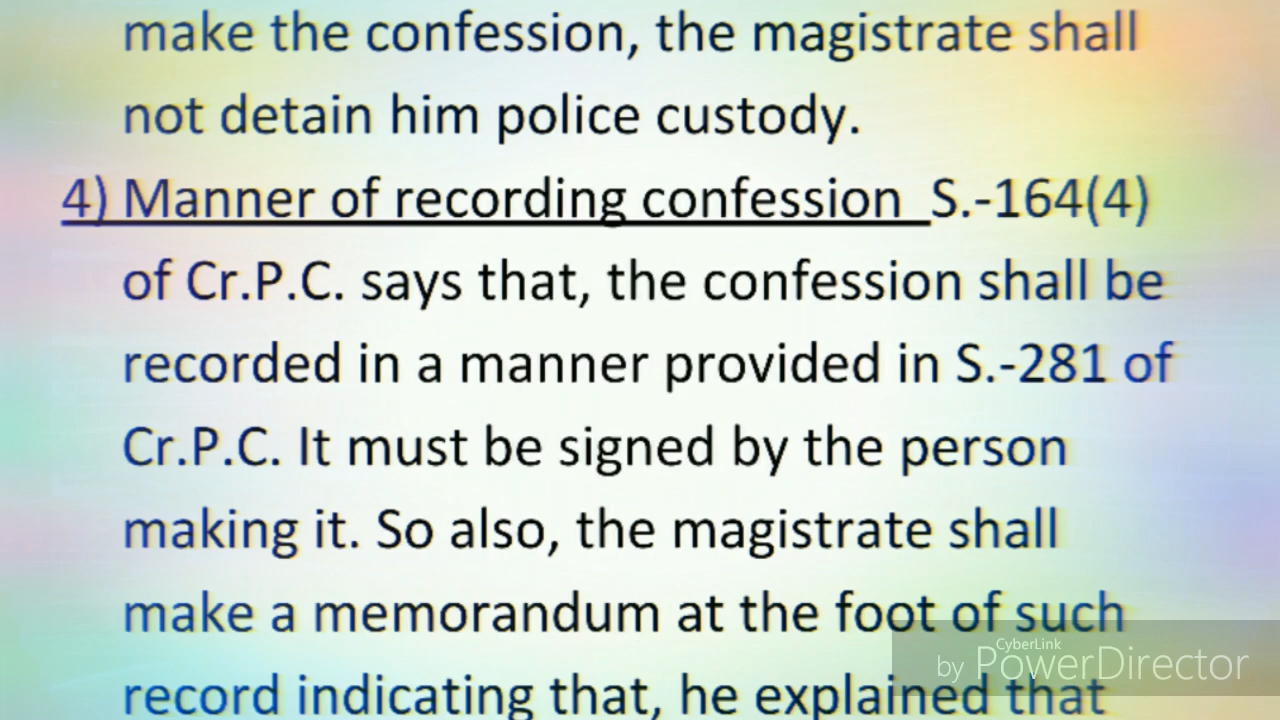 make the confession, the magistrate shall
not detain him police custody.
4) Manner of recording confession S.-164(4)
of Cr.P.C. says that, the confession shall be
recorded in a manner provided in S.-281 of
Cr.P.C. It must be signed by the person
making it. So also, the magistrate shall
make a memorandum at the foot of such
record indicating that, he explained that
CyberLink
by PowerDirector